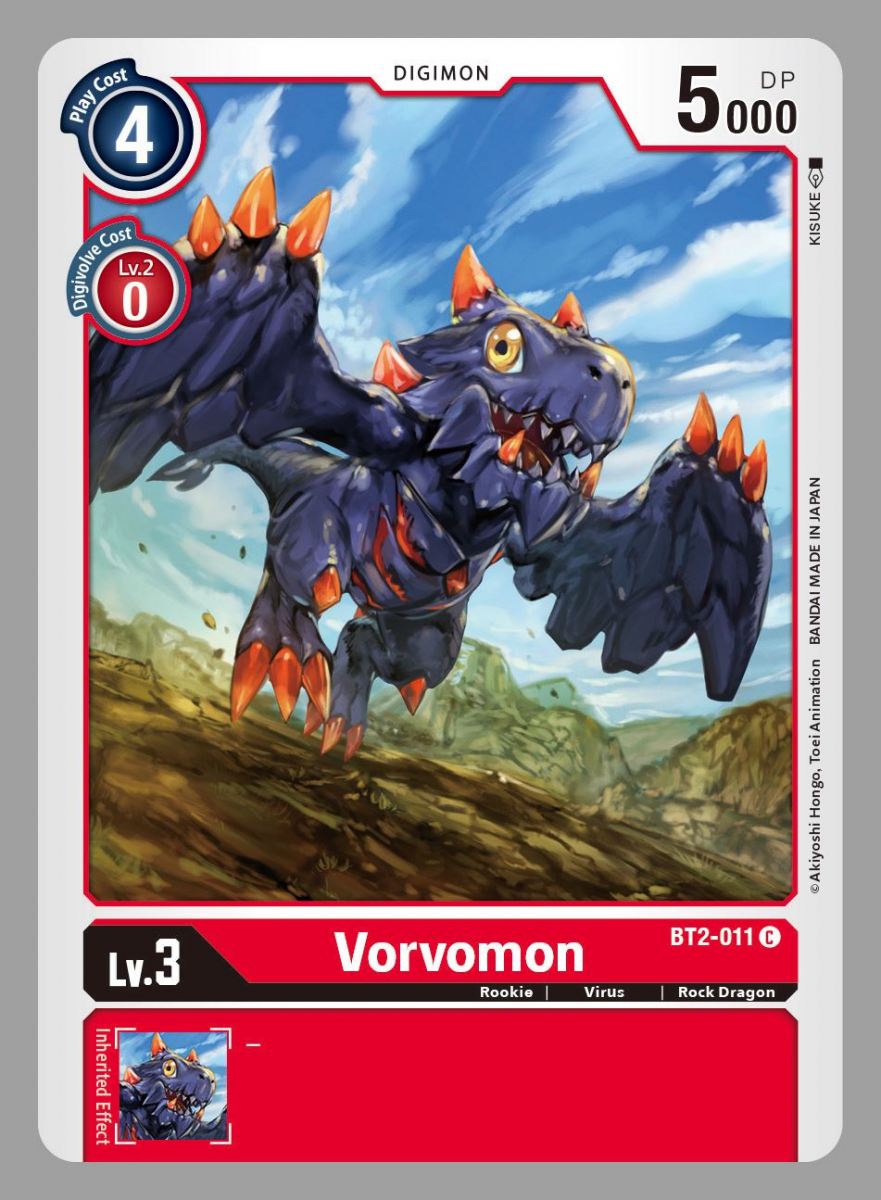 DIGIMON
Play Cost
4
DP
5000
Digivolve Cost
Lv.2
0
KISUKE
© Akiyoshi Hongo, Toei Animation BANDAI MADE IN JAPAN
Lv.3
Vorvomon
BT2-011 C
Rookie | Virus | Rock Dragon
Inherited Effect
–